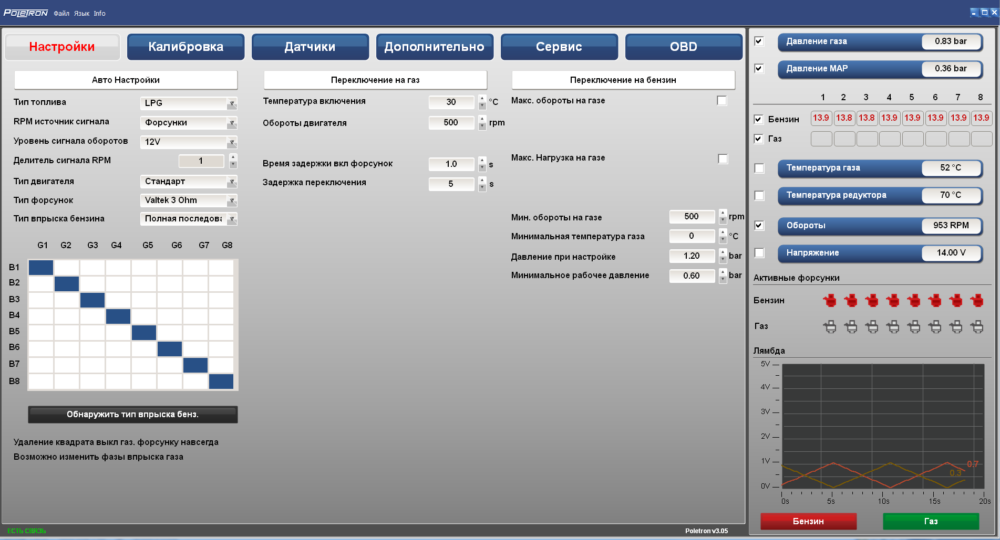 POLETRON Файл Язык Info
Настройки Калибровка Датчики Дополнительно Сервис OBD
Авто Настройки
Тип топлива LPG
RPM источник сигнала Форсунки
Уровень сигнала оборотов 12V
Делитель сигнала RPM 1
Тип двигателя Стандарт
Тип форсунок Valtek 3 Ohm
Тип впрыска бензина Полная последова
G1 G2 G3 G4 G5 G6 G7 G8
B1
B2
B3
B4
B5
B6
B7
B8
Обнаружить тип впрыска бенз.
Удаление квадрата выкл газ. форсунку навсегда
Возможно изменить фазы впрыска газа
Переключение на газ
Температура включения 30 °C
Обороты двигателя 500 rpm
Время задержки вкл форсунок 1.0 s
Задержка переключения 5 s
Переключение на бензин
Макс. обороты на газе
Макс. Нагрузка на газе
Мин. обороты на газе 500 rpm
Минимальная температура газа 0 °C
Давление при настройке 1.20 bar
Минимальное рабочее давление 0.60 bar
Давление газа 0.83 bar
Давление MAP 0.36 bar
1 2 3 4 5 6 7 8
Бензин 13.9 13.8 13.8 13.9 13.9 13.9 13.9 13.9
Газ
Температура газа 52 °C
Температура редуктора 70 °C
Обороты 953 RPM
Напряжение 14.00 V
Активные форсунки
Бензин
Газ
Лямбда
5V
4V
3V
2V
1V
0.7
0.3
0V
0s 5s 10s 15s 20s
Бензин Газ
ЕСТЬ СВЯЗЬ Poletron v3.05